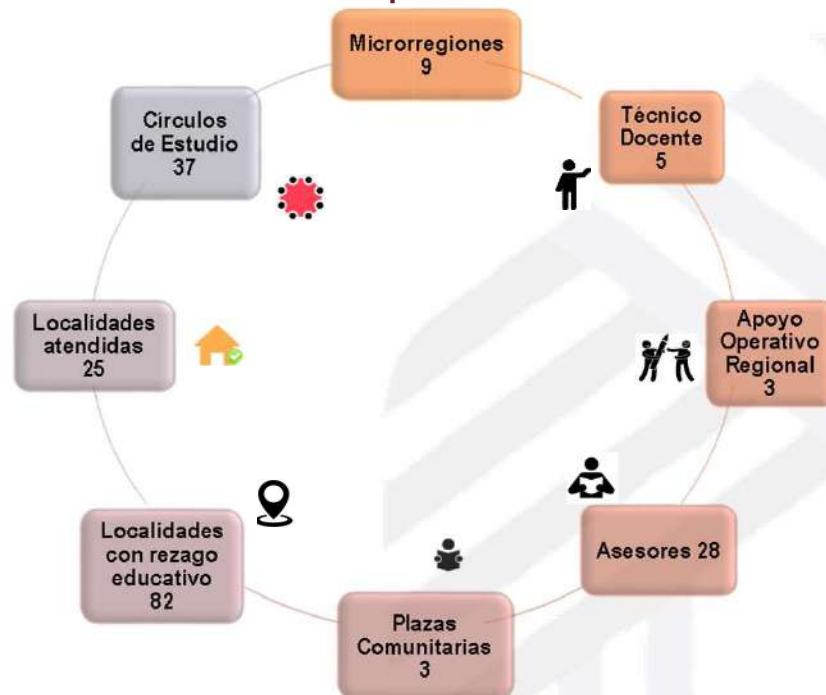 Microrregiones
9
Técnico
Docente
5
Apoyo
Operativo
Regional
3
Asesores 28
Plazas
Comunitarias
3
Localidades
con rezago
educativo
82
Localidades
atendidas
25
Círculos
de Estudio
37